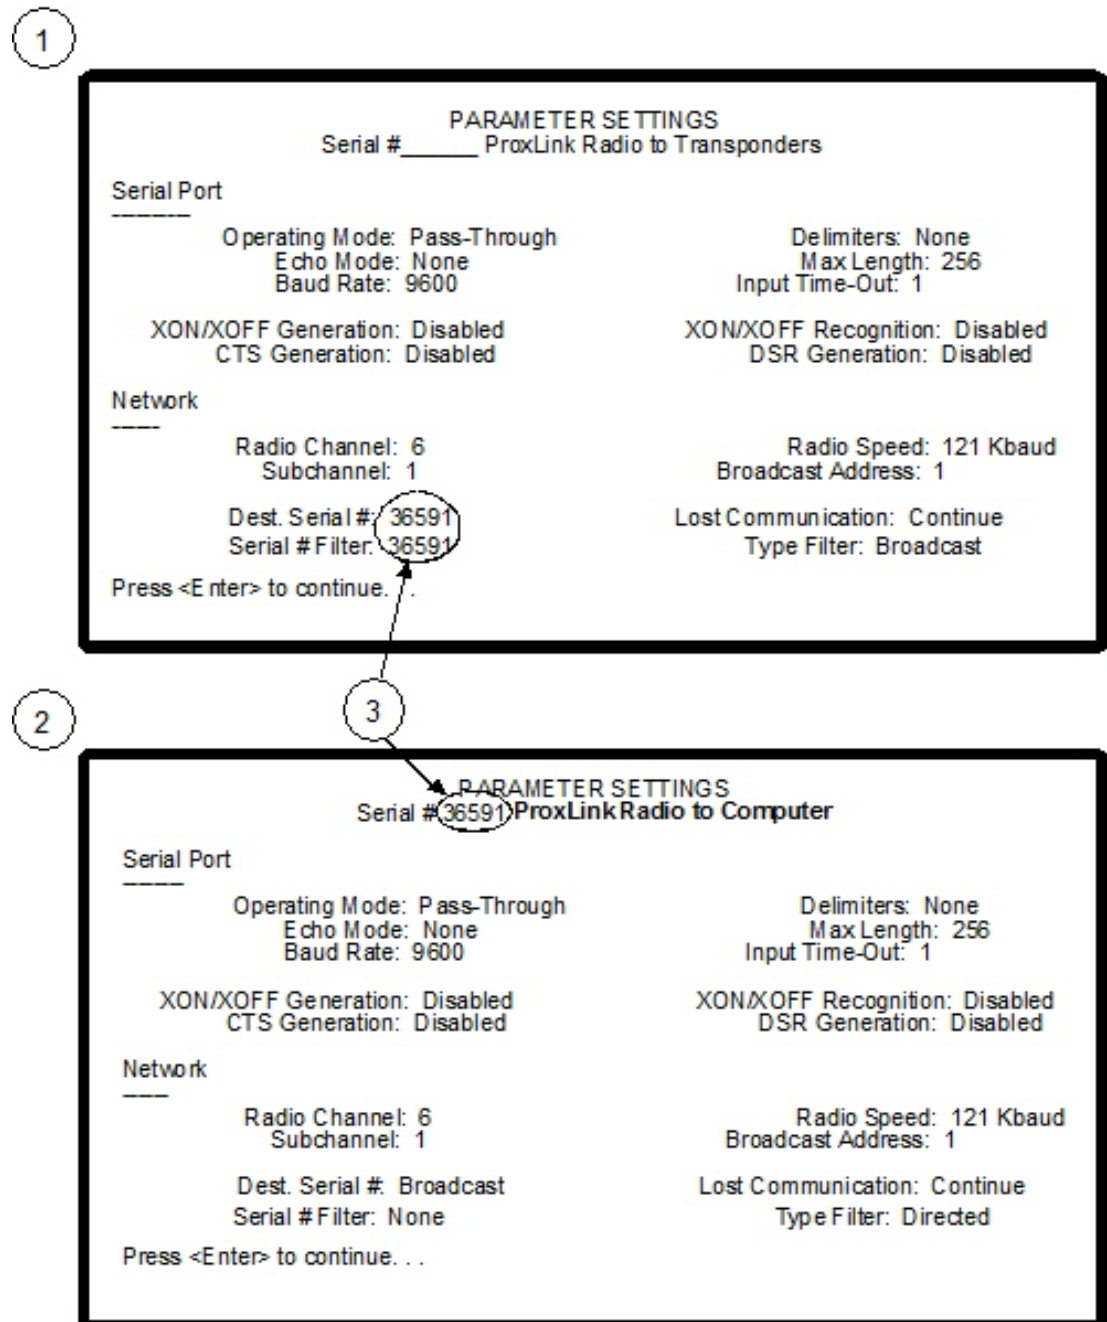 1
PARAMETER SETTINGS
Serial #______ ProxLink Radio to Transponders
Serial Port
----------
Operating Mode: Pass-Through Delimiters: None
Echo Mode: None Max Length: 256
Baud Rate: 9600 Input Time-Out: 1
XON/XOFF Generation: Disabled XON/XOFF Recognition: Disabled
CTS Generation: Disabled DSR Generation: Disabled
Network
------
Radio Channel: 6 Radio Speed: 121 Kbaud
Subchannel: 1 Broadcast Address: 1
Dest. Serial #: 36591 Lost Communication: Continue
Serial # Filter: 36591 Type Filter: Broadcast
Press <Enter> to continue. . .
3
2
PARAMETER SETTINGS
Serial # 36591 ProxLink Radio to Computer
Serial Port
--------
Operating Mode: Pass-Through Delimiters: None
Echo Mode: None Max Length: 256
Baud Rate: 9600 Input Time-Out: 1
XON/XOFF Generation: Disabled XON/XOFF Recognition: Disabled
CTS Generation: Disabled DSR Generation: Disabled
Network
------
Radio Channel: 6 Radio Speed: 121 Kbaud
Subchannel: 1 Broadcast Address: 1
Dest. Serial #: Broadcast Lost Communication: Continue
Serial # Filter: None Type Filter: Directed
Press <Enter> to continue. . .